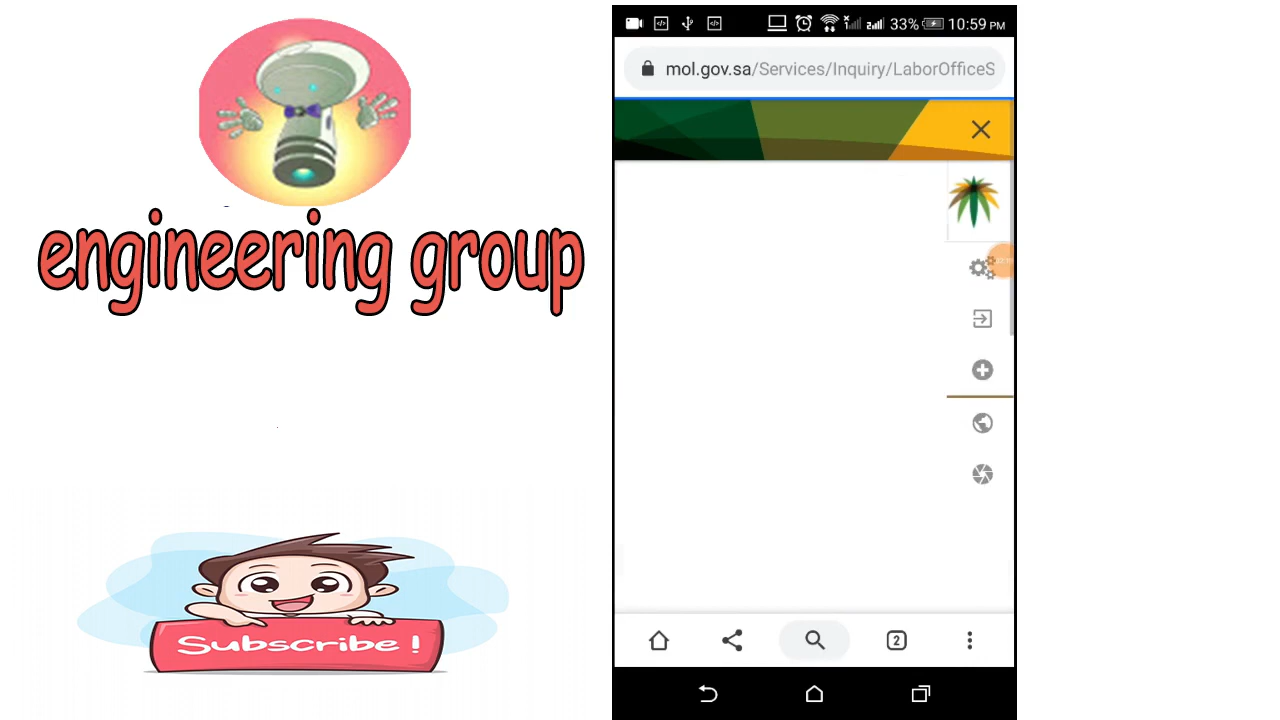 33% 10:59 PM
mol.gov.sa/Services/Inquiry/LaborOfficeS
engineering group
Subscribe !
2